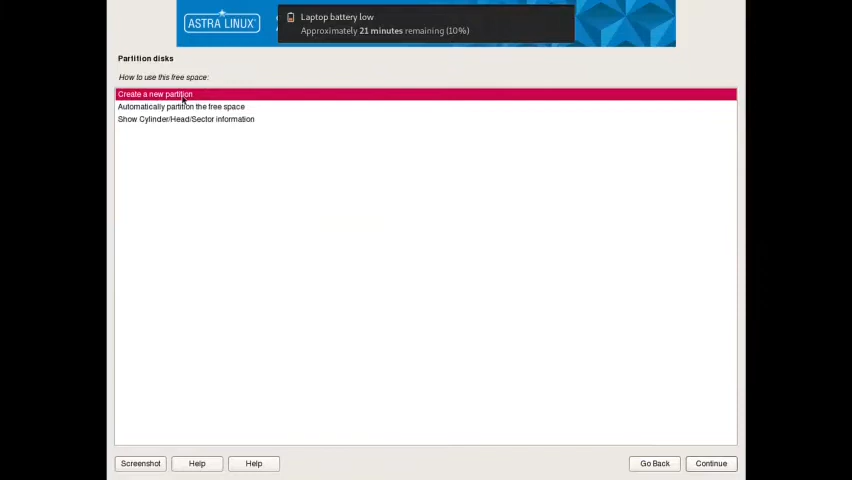 ASTRA LINUX
Laptop battery low
Approximately 21 minutes remaining (10%)
Partition disks
How to use this free space:
Create a new partition
Automatically partition the free space
Show Cylinder/Head/Sector information
Screenshot
Help
Help
Go Back
Continue